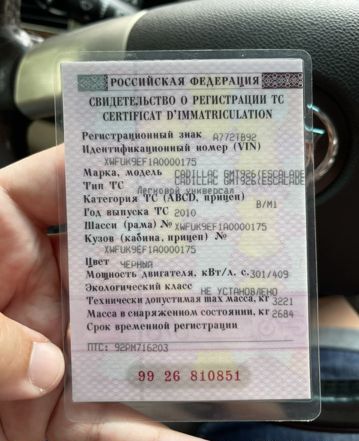 РОССИЙСКАЯ ФЕДЕРАЦИЯ
СВИДЕТЕЛЬСТВО О РЕГИСТРАЦИИ ТС
CERTIFICAT D'IMMATRICULATION
Регистрационный знак А772ТВ92
Идентификационный номер (VIN)
XWFUK9EF1A0000175
Марка, модель CADILLAC GMT926(ESCALADE
Тип ТС CADILLAC GMT926(ESCALADE
Легковой универсал
Категория ТС (ABCD, прицеп) B/M1
Год выпуска ТС 2010
Шасси (рама) № XWFUK9EF1A0000175
Кузов (кабина, прицеп) №
XWFUK9EF1A0000175
Цвет ЧЕРНЫЙ
Мощность двигателя, кВт/л. с. 301/409
Экологический класс НЕ УСТАНОВЛЕНО
Технически допустимая max масса, кг 3221
Масса в снаряженном состоянии, кг 2684
Срок временной регистрации
ПТС: 92РМ716203
99 26 810851